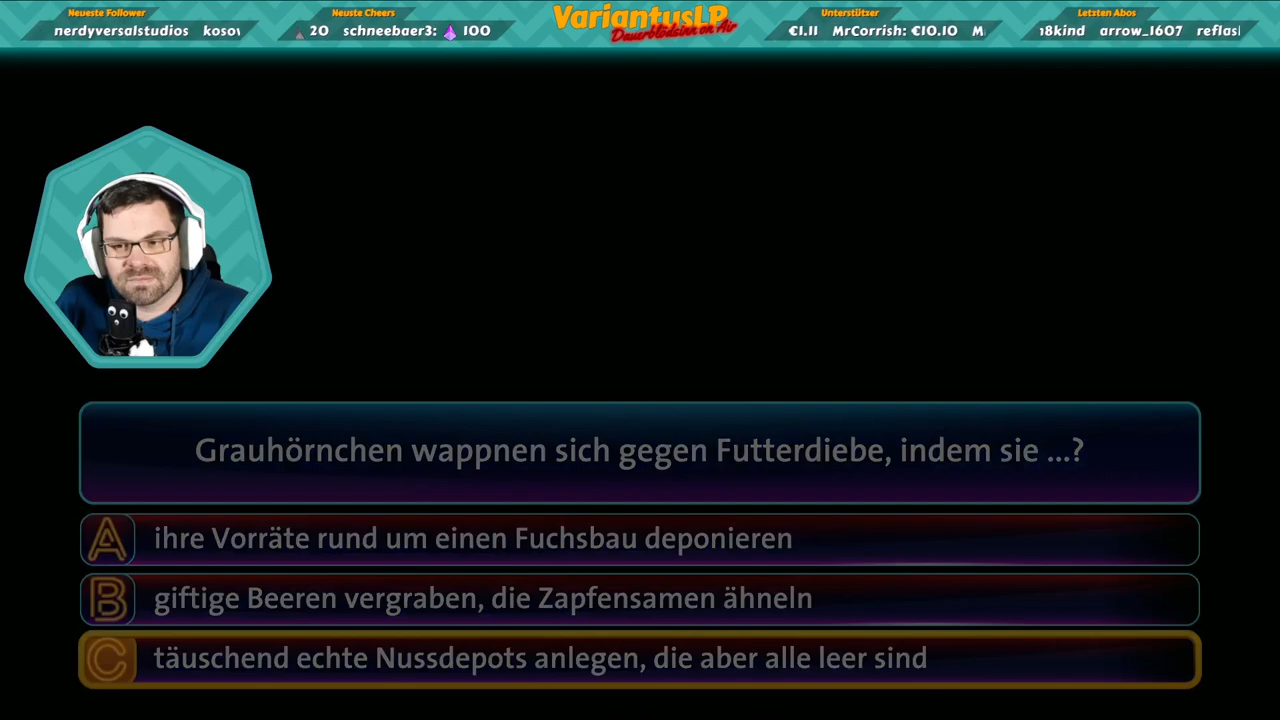 Neueste Follower
nerdyversalstudios
Neuste Cheers
20 schneebaer3: 100
VariantusLP
Dauerblödsinn on Air
Unterstützer
€1.11 MrCorrish: €10.10 M
Letzten Abos
arrow_1607
Grauhörnchen wappnen sich gegen Futterdiebe, indem sie ...?
A ihre Vorräte rund um einen Fuchsbau deponieren
B giftige Beeren vergraben, die Zapfensamen ähneln
C täuschend echte Nussdepots anlegen, die aber alle leer sind